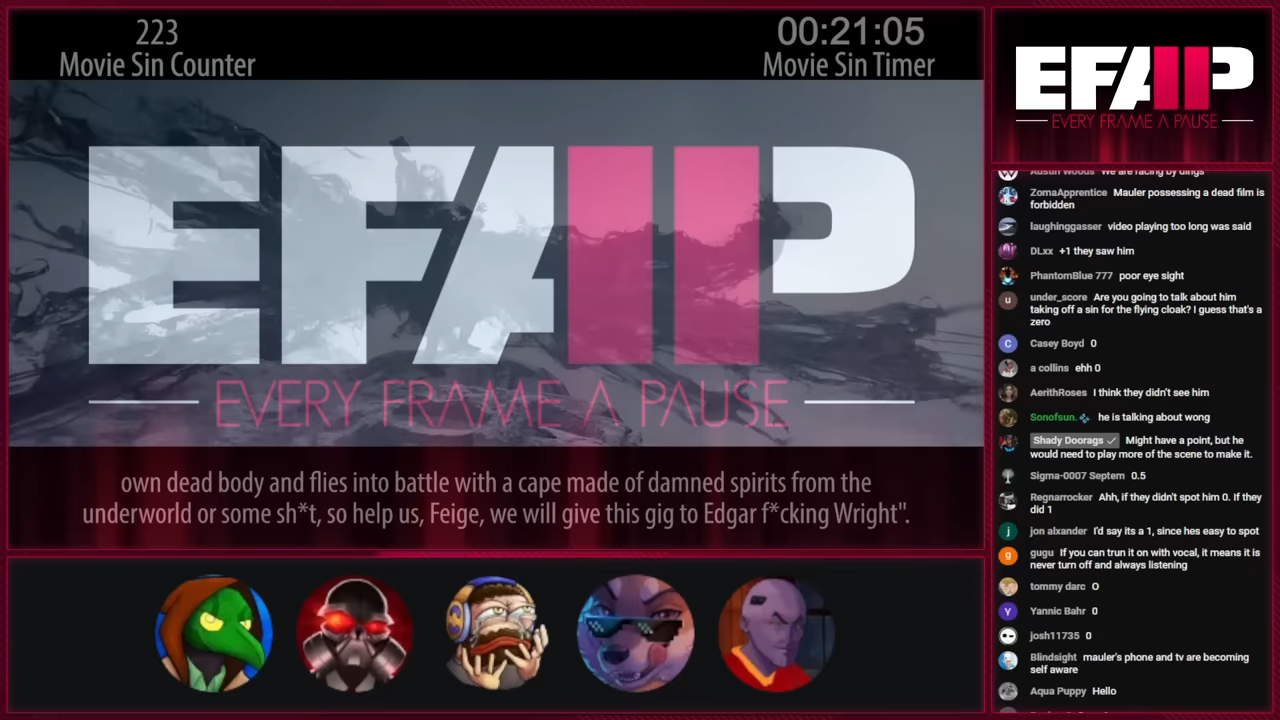 223
Movie Sin Counter
00:21:05
Movie Sin Timer
EFAP
EVERY FRAME A PAUSE
own dead body and flies into battle with a cape made of damned spirits from the
underworld or some sh*t, so help us, Feige, we will give this gig to Edgar f*cking Wright".
EFAP
EVERY FRAME A PAUSE
Austin Woods We are racing by dings
ZomaApprentice Mauler possessing a dead film is
forbidden
laughinggasser video playing too long was said
DLxx +1 they saw him
PhantomBlue 777 poor eye sight
under_score Are you going to talk about him
taking off a sin for the flying cloak? I guess that's a
zero
Casey Boyd 0
a collins ehh 0
AerithRoses I think they didn't see him
Sonofsun. he is talking about wong
Shady Doorags ✓ Might have a point, but he
would need to play more of the scene to make it.
Sigma-0007 Septem 0.5
Regnarrocker Ahh, if they didn't spot him 0. If they
did 1
jon alxander I'd say its a 1, since hes easy to spot
gugu If you can trun it on with vocal, it means it is
never turn off and always listening
tommy darc O
Yannic Bahr 0
josh11735 0
Blindsight mauler's phone and tv are becoming
self aware
Aqua Puppy Hello